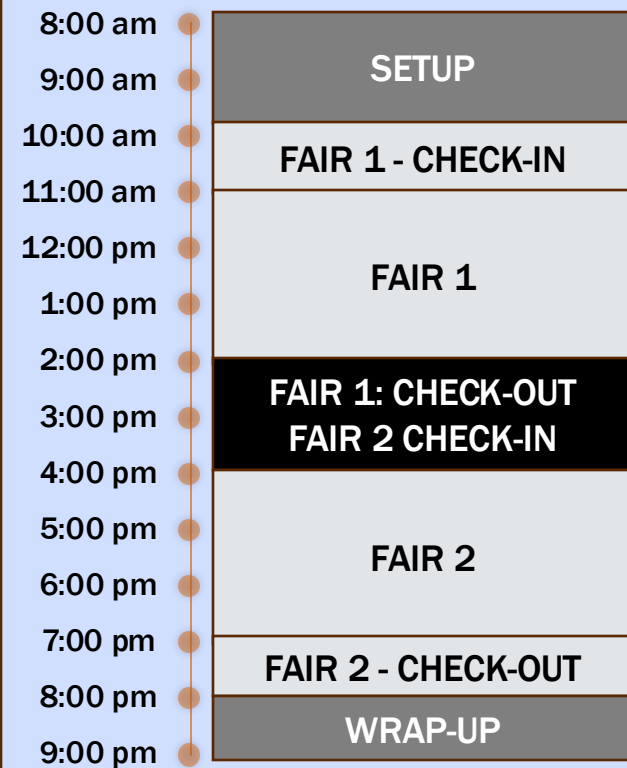 8:00 am
9:00 am
10:00 am
11:00 am
12:00 pm
1:00 pm
2:00 pm
3:00 pm
4:00 pm
5:00 pm
6:00 pm
7:00 pm
8:00 pm
9:00 pm
SETUP
FAIR 1 - CHECK-IN
FAIR 1
FAIR 1: CHECK-OUT
FAIR 2 CHECK-IN
FAIR 2
FAIR 2 - CHECK-OUT
WRAP-UP